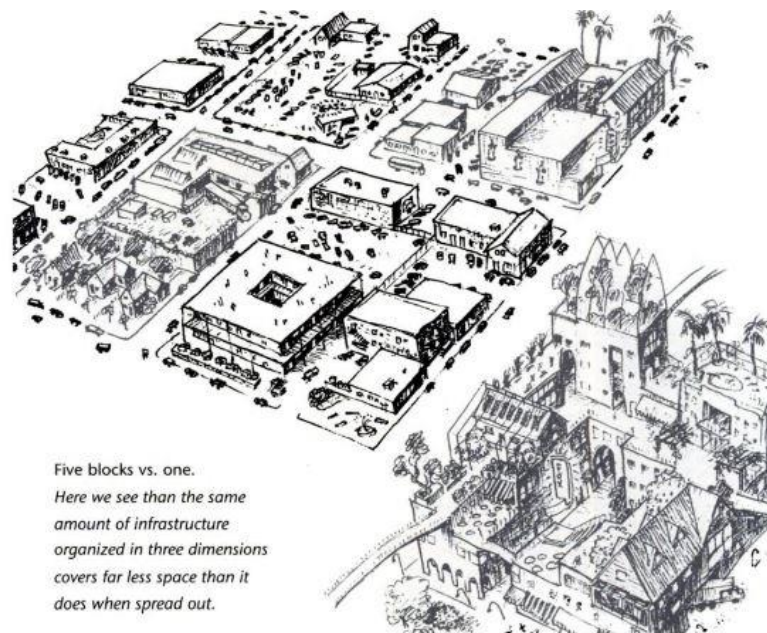 Five blocks vs. one.
Here we see than the same
amount of infrastructure
organized in three dimensions
covers far less space than it
does when spread out.